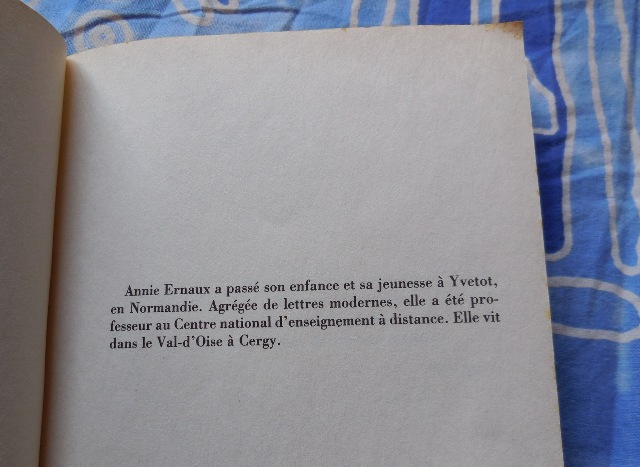 Annie Ernaux a passé son enfance et sa jeunesse à Yvetot,
en Normandie. Agrégée de lettres modernes, elle a été pro-
fesseur au Centre national d'enseignement à distance. Elle vit
dans le Val-d'Oise à Cergy.